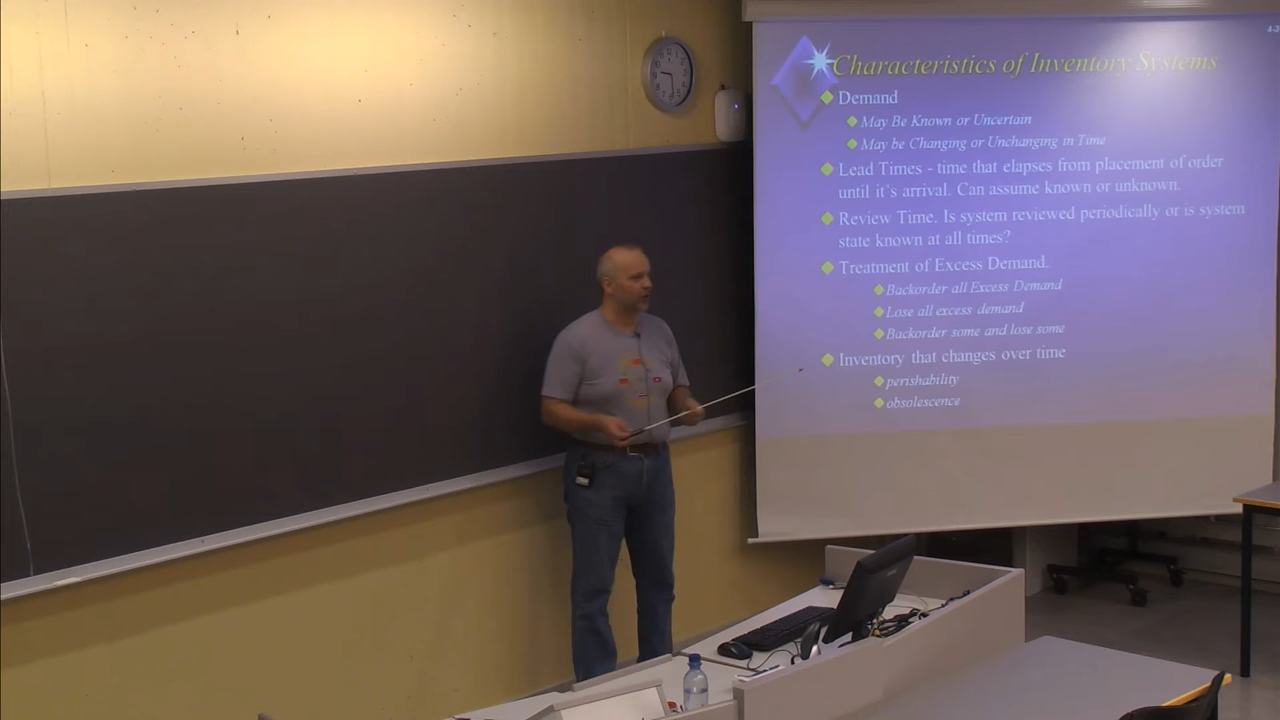 4-3
Characteristics of Inventory Systems
Demand
May Be Known or Uncertain
May be Changing or Unchanging in Time
Lead Times - time that elapses from placement of order
until it's arrival. Can assume known or unknown.
Review Time. Is system reviewed periodically or is system
state known at all times?
Treatment of Excess Demand.
Backorder all Excess Demand
Lose all excess demand
Backorder some and lose some
Inventory that changes over time
perishability
obsolescence